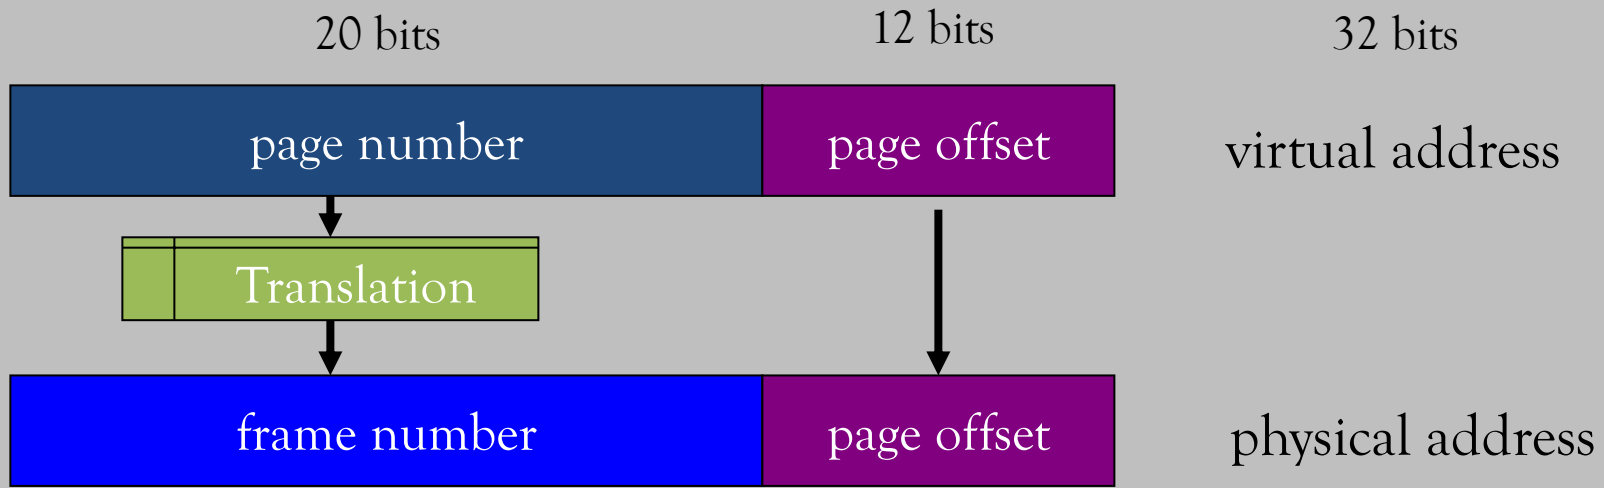 20 bits
12 bits
32 bits
page number
page offset
virtual address
Translation
frame number
page offset
physical address